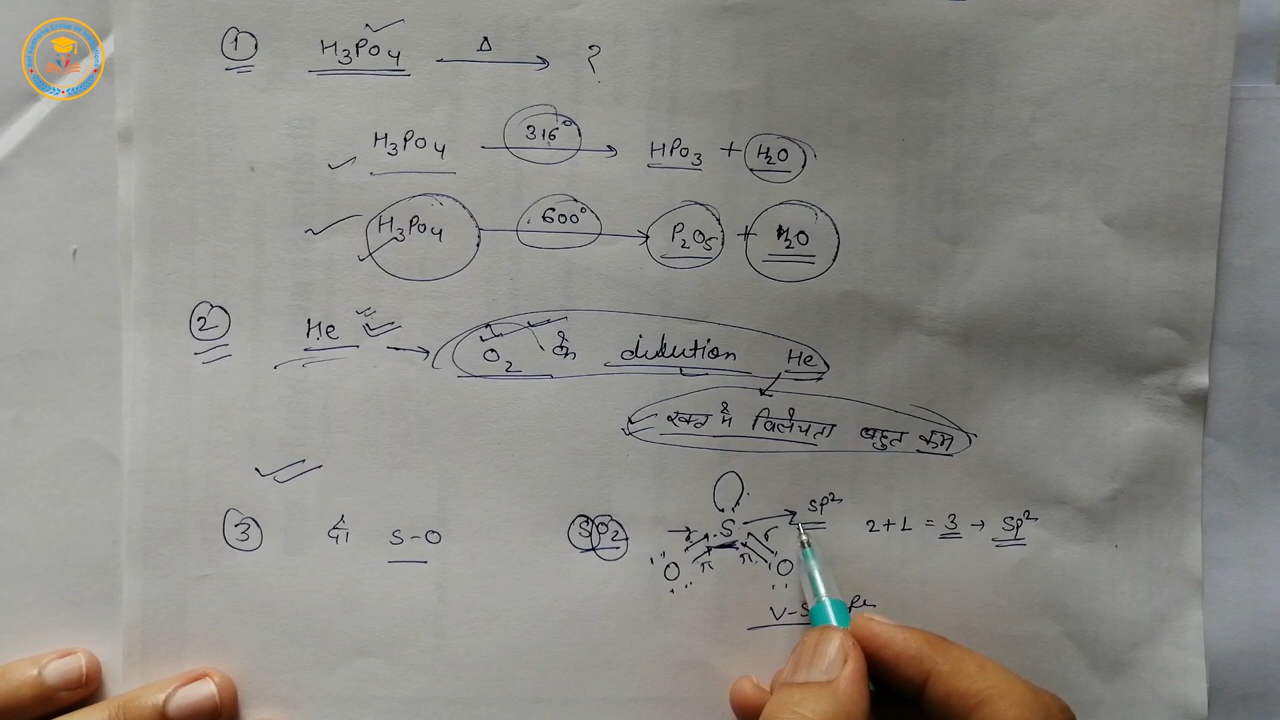 1 H3PO4 Δ → ?
H3PO4 316° → HPO3 + H2O
H3PO4 600° → P2O5 + H2O
2 He → O2 के dilution He
रक्त में विलेयता बहुत कम
3 दो S-O SO2 S → sp2 2+1 = 3 → sp2
σ σ
O π π O